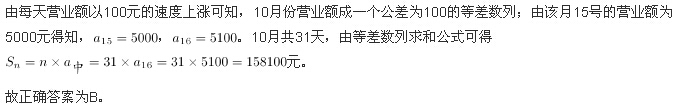 由每天营业额以100元的速度上涨可知，10月份营业额成一个公差为100的等差数列；由该月15号的营业额为
5000元得知，a₁₅ = 5000，a₁₆ = 5100。10月共31天，由等差数列求和公式可得
Sₙ = n × a中 = 31 × a₁₆ = 31 × 5100 = 158100元。
故正确答案为B。